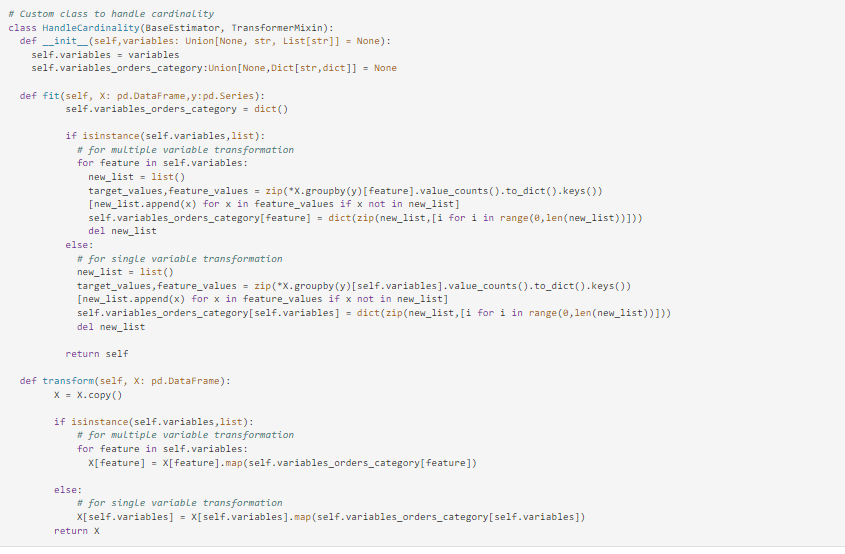 # Custom class to handle cardinality
class HandleCardinality(BaseEstimator, TransformerMixin):
  def __init__(self,variables: Union[None, str, List[str]] = None):
    self.variables = variables
    self.variables_orders_category:Union[None,Dict[str,dict]] = None

  def fit(self, X: pd.DataFrame,y:pd.Series):
          self.variables_orders_category = dict()

          if isinstance(self.variables,list):
            # for multiple variable transformation
            for feature in self.variables:
              new_list = list()
              target_values,feature_values = zip(*X.groupby(y)[feature].value_counts().to_dict().keys())
              [new_list.append(x) for x in feature_values if x not in new_list]
              self.variables_orders_category[feature] = dict(zip(new_list,[i for i in range(0,len(new_list))]))
              del new_list
          else:
            # for single variable transformation
            new_list = list()
            target_values,feature_values = zip(*X.groupby(y)[self.variables].value_counts().to_dict().keys())
            [new_list.append(x) for x in feature_values if x not in new_list]
            self.variables_orders_category[self.variables] = dict(zip(new_list,[i for i in range(0,len(new_list))]))
            del new_list

          return self

  def transform(self, X: pd.DataFrame):
        X = X.copy()

        if isinstance(self.variables,list):
            # for multiple variable transformation
            for feature in self.variables:
              X[feature] = X[feature].map(self.variables_orders_category[feature])

        else:
            # for single variable transformation
            X[self.variables] = X[self.variables].map(self.variables_orders_category[self.variables])
        return X